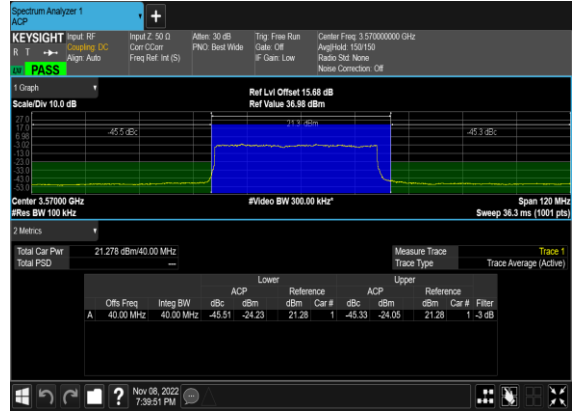 Spectrum Analyzer 1
ACP
+
KEYSIGHT Input: RF Input Z: 50 Ω Atten: 30 dB Trig: Free Run Center Freq: 3.570000000 GHz
R T Coupling: DC Corr CCorr PNO: Best Wide Gate: Off Avg|Hold: 150/150
Align: Auto Freq Ref: Int (S) IF Gain: Low Radio Std: None
LW PASS Noise Correction: Off
1 Graph
Ref Lvl Offset 15.68 dB
Scale/Div 10.0 dB Ref Value 36.98 dBm
27.0 21.3 dBm
17.0 -45.5 dBc -45.3 dBc
6.98
-3.02
-13.0
-23.0
-33.0
-43.0
-53.0
Center 3.57000 GHz #Video BW 300.00 kHz* Span 120 MHz
#Res BW 100 kHz Sweep 36.3 ms (1001 pts)
2 Metrics
Total Car Pwr 21.278 dBm/40.00 MHz Measure Trace Trace 1
Total PSD --- Trace Type Trace Average (Active)
Lower Upper
ACP Reference ACP Reference
Offs Freq Integ BW dBc dBm dBm Car # dBc dBm dBm Car # Filter
A 40.00 MHz 40.00 MHz -45.51 -24.23 21.28 1 -45.33 -24.05 21.28 1 -3 dB
?
Nov 08, 2022
7:39:51 PM